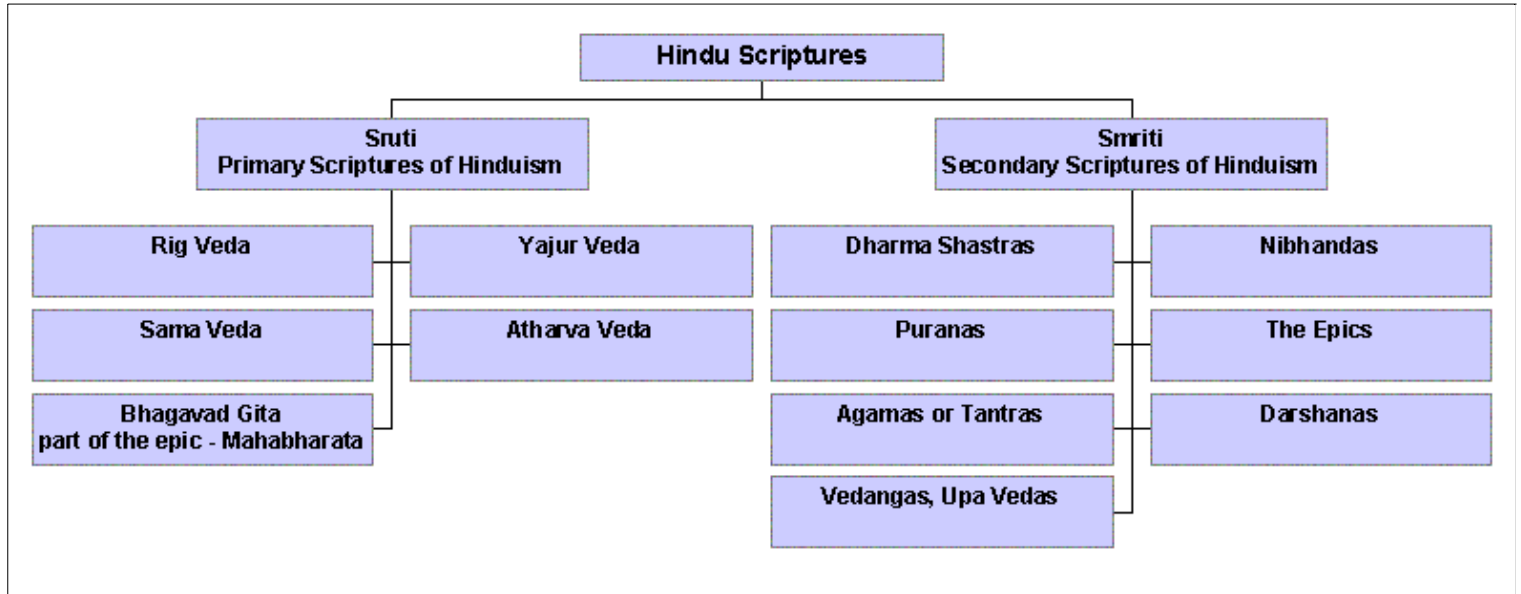 Hindu Scriptures
Sruti
Primary Scriptures of Hinduism
Smriti
Secondary Scriptures of Hinduism
Rig Veda
Yajur Veda
Dharma Shastras
Nibhandas
Sama Veda
Atharva Veda
Puranas
The Epics
Bhagavad Gita
part of the epic - Mahabharata
Agamas or Tantras
Darshanas
Vedangas, Upa Vedas